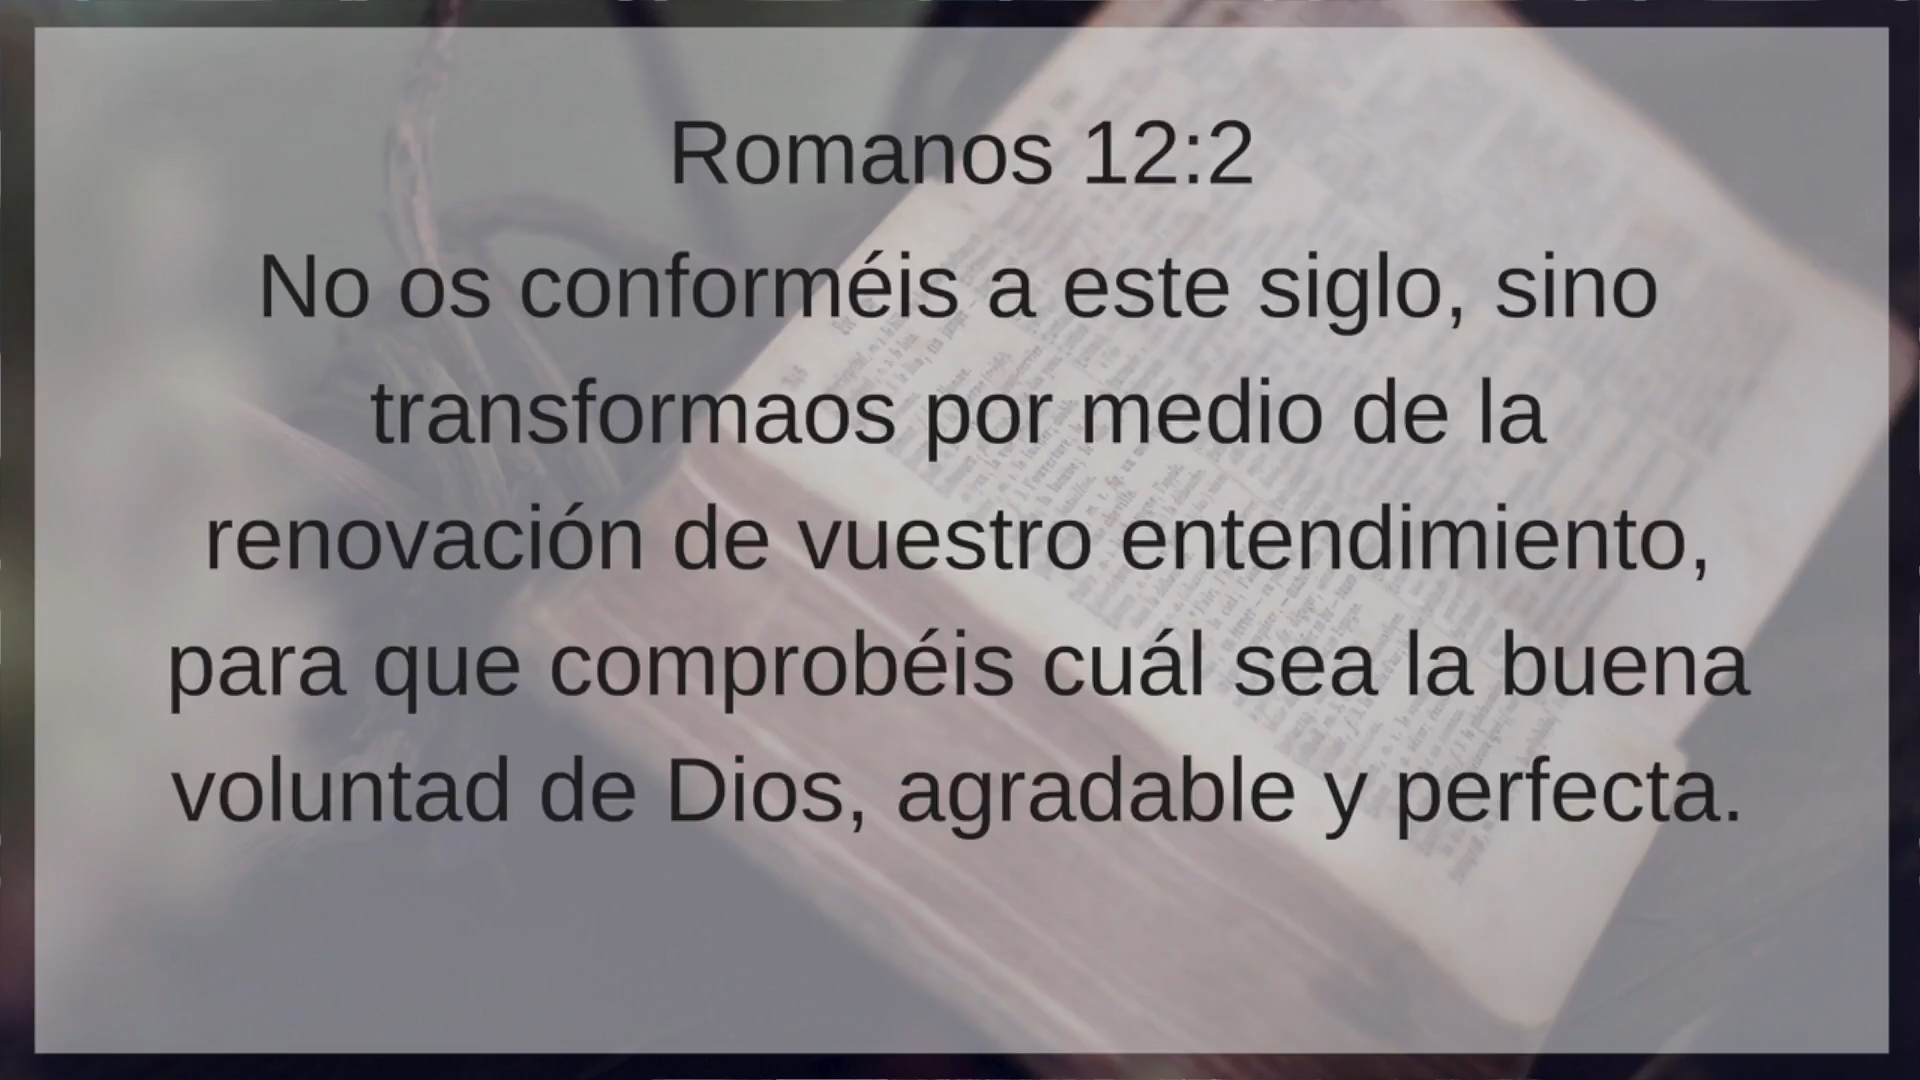 Romanos 12:2
No os conforméis a este siglo, sino
transformaos por medio de la
renovación de vuestro entendimiento,
para que comprobéis cuál sea la buena
voluntad de Dios, agradable y perfecta.